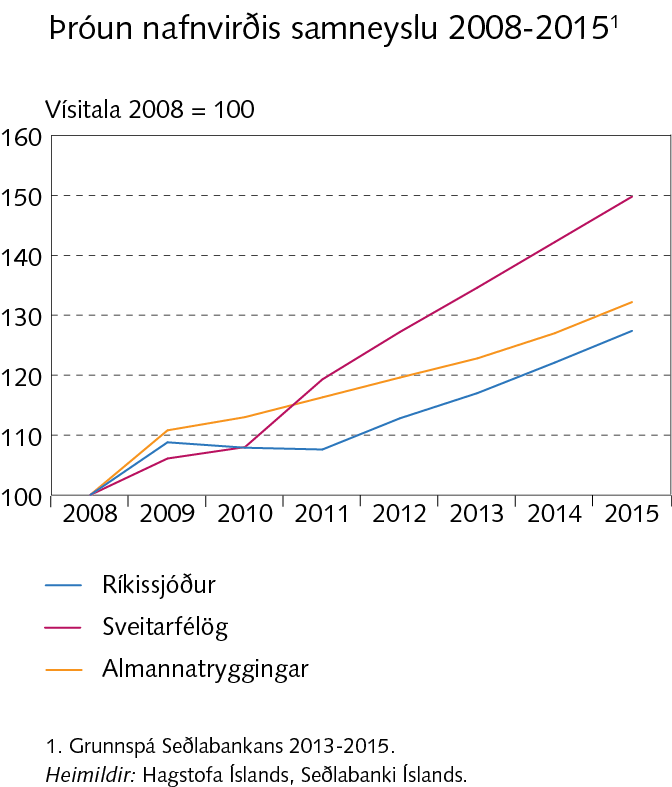 Þróun nafnvirðis samneyslu 2008-2015¹
Vísitala 2008 = 100
160
150
140
130
120
110
100
2008 2009 2010 2011 2012 2013 2014 2015
Ríkissjóður
Sveitarfélög
Almannatryggingar
1. Grunnspá Seðlabankans 2013-2015.
Heimildir: Hagstofa Íslands, Seðlabanki Íslands.